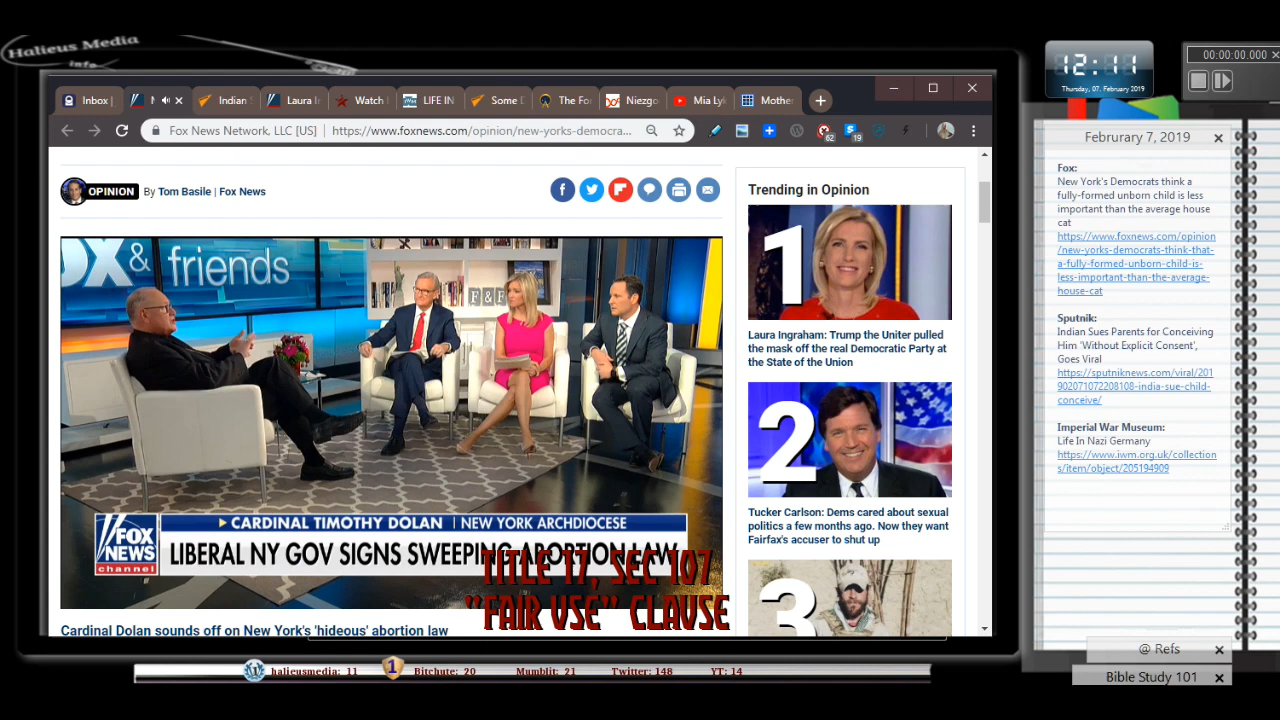 Halieus Media
info
12:11
Thursday, 07. February 2019
00:00:00.000
Inbox |
N
Indian
Laura In
Watch
LIFE IN
Some D
The Fo
Niezgo
Mia Lyk
Mothe
Fox News Network, LLC [US] | https://www.foxnews.com/opinion/new-yorks-democra...
62
19
OPINION By Tom Basile | Fox News
OX & friends
F&F
CARDINAL TIMOTHY DOLAN | NEW YORK ARCHDIOCESE
FOX NEWS channel
LIBERAL NY GOV SIGNS SWEEPING ABORTION LAW
TITLE 17, SEC 107
"FAIR USE" CLAUSE
Cardinal Dolan sounds off on New York's 'hideous' abortion law
Trending in Opinion
1
Laura Ingraham: Trump the Uniter pulled
the mask off the real Democratic Party at
the State of the Union
2
Tucker Carlson: Dems cared about sexual
politics a few months ago. Now they want
Fairfax's accuser to shut up
3
Februrary 7, 2019
Fox:
New York's Democrats think a
fully-formed unborn child is less
important than the average house
cat
https://www.foxnews.com/opinion
/new-yorks-democrats-think-that-
a-fully-formed-unborn-child-is-
less-important-than-the-average-
house-cat
Sputnik:
Indian Sues Parents for Conceiving
Him 'Without Explicit Consent',
Goes Viral
https://sputniknews.com/viral/201
902071072208108-india-sue-child-
conceive/
Imperial War Museum:
Life In Nazi Germany
https://www.iwm.org.uk/collection
s/item/object/205194909
@ Refs
Bible Study 101
halieusmedia: 11
1
Bitchute: 20
Mumblit: 21
Twitter: 148
YT: 14